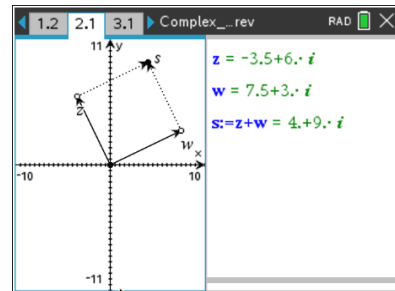 1.2 2.1 3.1 Complex_...rev RAD
11 y
s
z
w
x
-10 10
-11
z = -3.5+6.· i
w = 7.5+3.· i
s:=z+w = 4.+9.· i